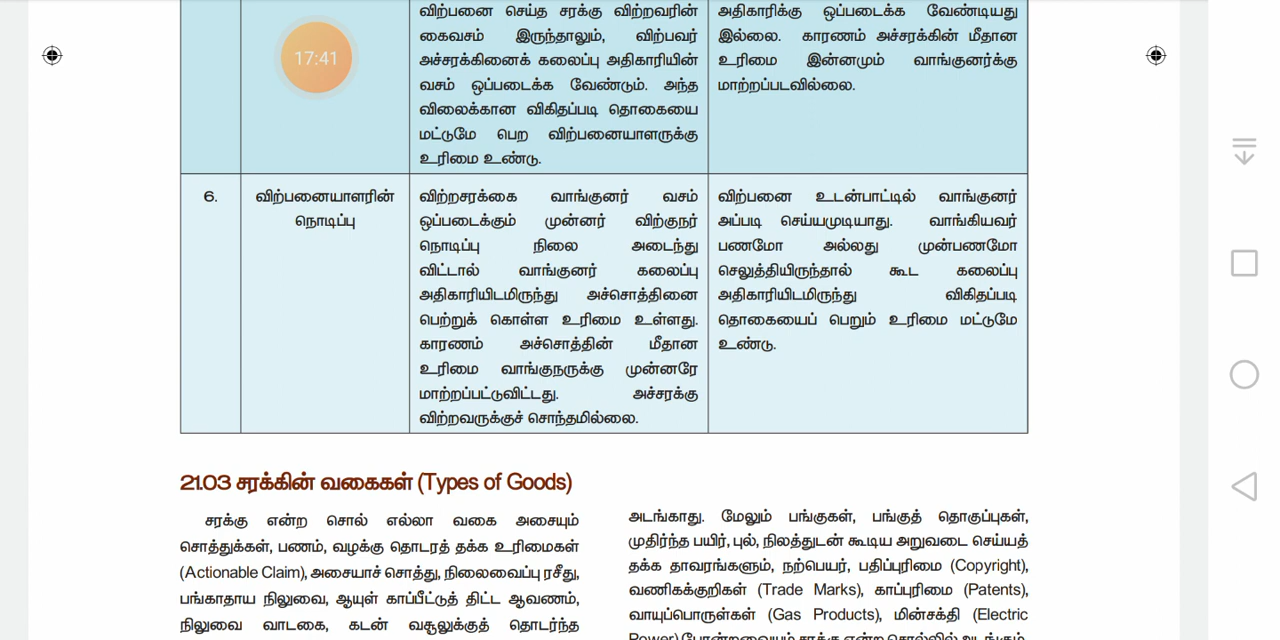 விற்பனை செய்த சரக்கு விற்றவரின்
கைவசம் இருந்தாலும், விற்பவர்
அச்சரக்கினைக் கலைப்பு அதிகாரியின்
வசம் ஒப்படைக்க வேண்டும். அந்த
விலைக்கான விகிதப்படி தொகையை
மட்டுமே பெற விற்பனையாளருக்கு
உரிமை உண்டு.
அதிகாரிக்கு ஒப்படைக்க வேண்டியது
இல்லை. காரணம் அச்சரக்கின் மீதான
உரிமை இன்னமும் வாங்குனர்க்கு
மாற்றப்படவில்லை.
17:41
6.
விற்பனையாளரின்
நொடிப்பு
விற்றசரக்கை வாங்குனர் வசம்
ஒப்படைக்கும் முன்னர் விற்குநர்
நொடிப்பு நிலை அடைந்து
விட்டால் வாங்குனர் கலைப்பு
அதிகாரியிடமிருந்து அச்சொத்தினை
பெற்றுக் கொள்ள உரிமை உள்ளது.
காரணம் அச்சொத்தின் மீதான
உரிமை வாங்குநருக்கு முன்னரே
மாற்றப்பட்டுவிட்டது. அச்சரக்கு
விற்றவருக்குச் சொந்தமில்லை.
விற்பனை உடன்பாட்டில் வாங்குனர்
அப்படி செய்யமுடியாது. வாங்கியவர்
பணமோ அல்லது முன்பணமோ
செலுத்தியிருந்தால் கூட கலைப்பு
அதிகாரியிடமிருந்து விகிதப்படி
தொகையைப் பெறும் உரிமை மட்டுமே
உண்டு.
21.03 சரக்கின் வகைகள் (Types of Goods)
சரக்கு என்ற சொல் எல்லா வகை அசையும்
சொத்துக்கள், பணம், வழக்கு தொடரத் தக்க உரிமைகள்
(Actionable Claim), அசையாச் சொத்து, நிலைவைப்பு ரசீது,
பங்காதாய நிலுவை, ஆயுள் காப்பீட்டுத் திட்ட ஆவணம்,
நிலுவை வாடகை, கடன் வசூலுக்குத் தொடர்ந்த
அடங்காது. மேலும் பங்குகள், பங்குத் தொகுப்புகள்,
முதிர்ந்த பயிர், புல், நிலத்துடன் கூடிய அறுவடை செய்யத்
தக்க தாவரங்களும், நற்பெயர், பதிப்புரிமை (Copyright),
வணிகக்குறிகள் (Trade Marks), காப்புரிமை (Patents),
வாயுப்பொருள்கள் (Gas Products), மின்சக்தி (Electric
Power) போன்றவையும் சரக்கு என்ற சொல்லில் அடங்கும்.